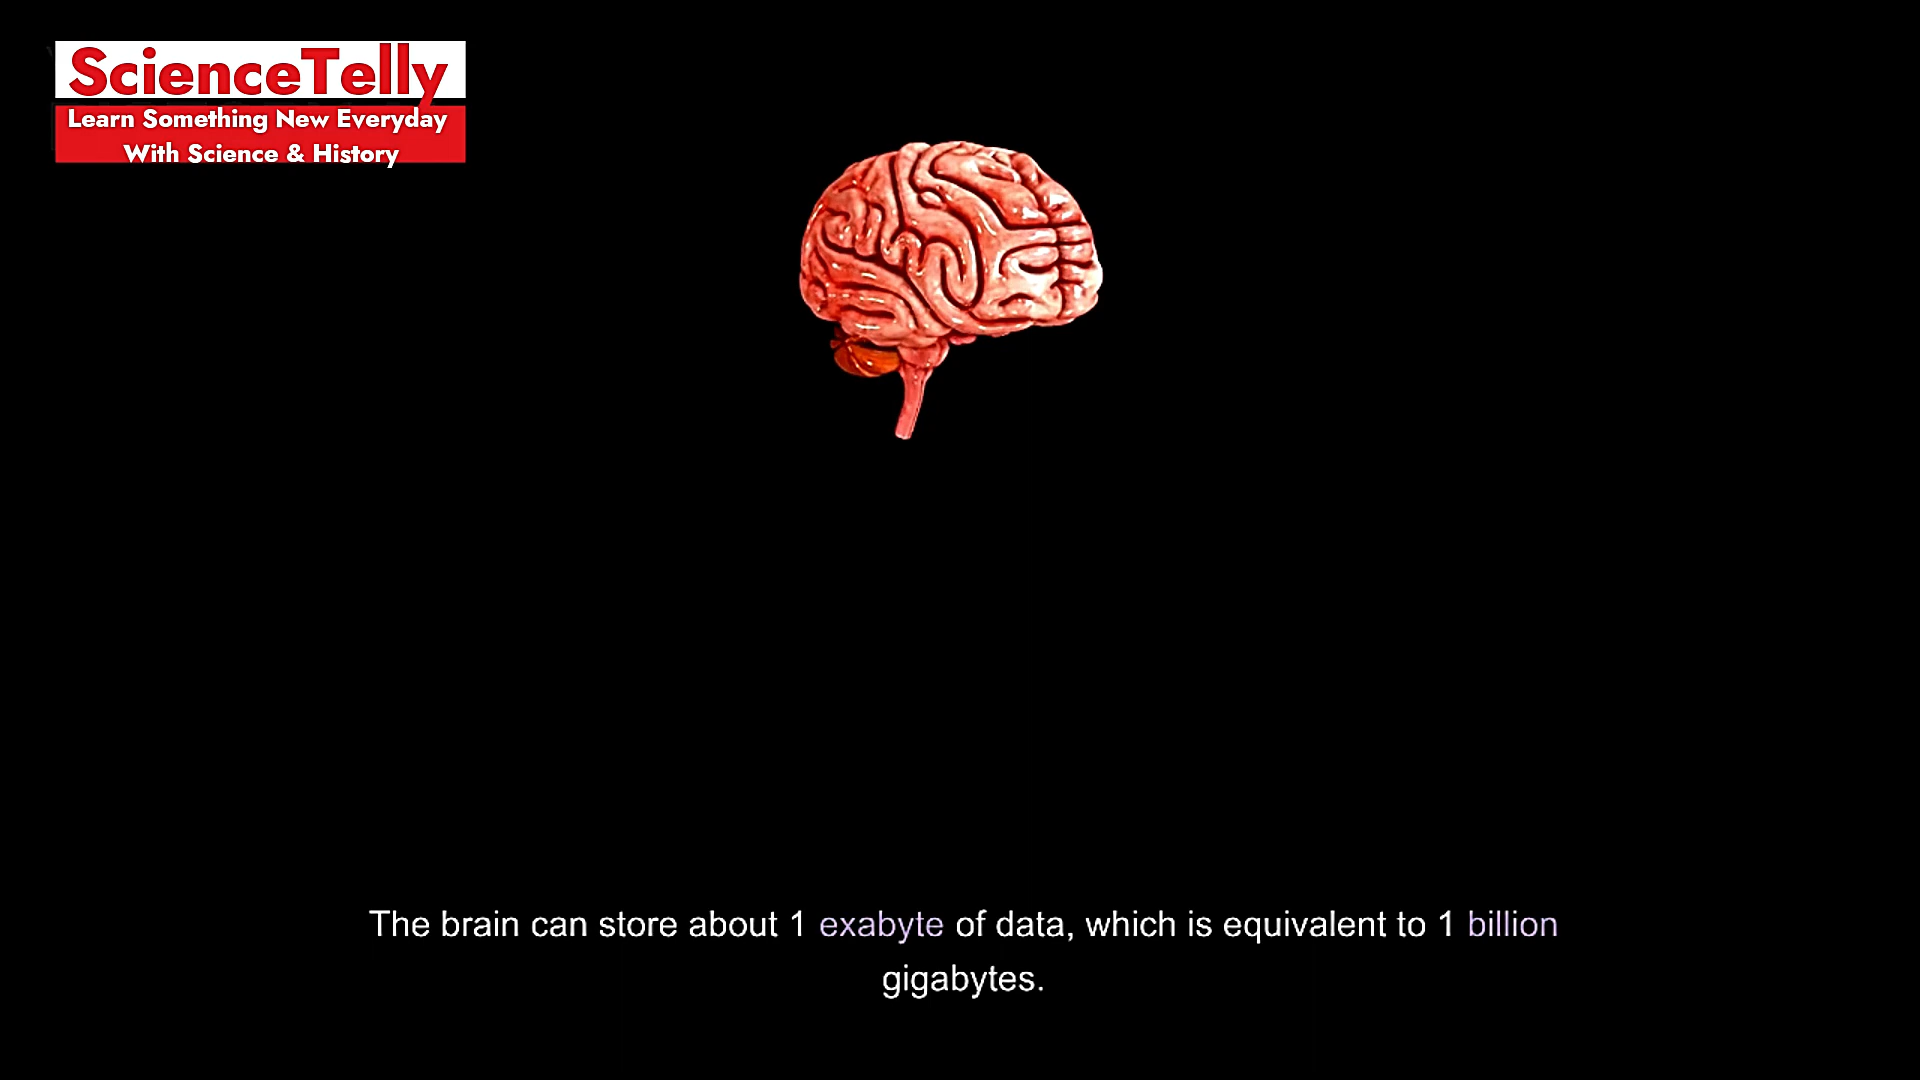 ScienceTelly
Learn Something New Everyday
With Science & History
The brain can store about 1 exabyte of data, which is equivalent to 1 billion
gigabytes.